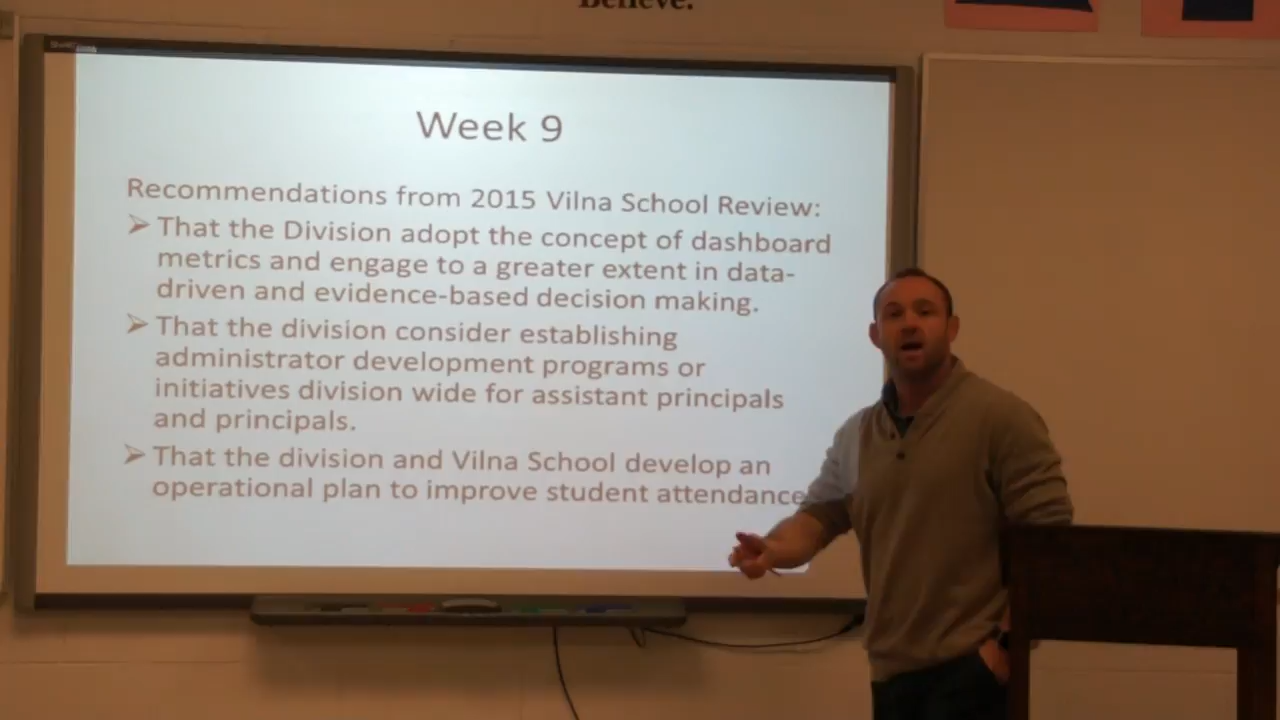 Believe.
Week 9
Recommendations from 2015 Vilna School Review:
➢ That the Division adopt the concept of dashboard
metrics and engage to a greater extent in data-
driven and evidence-based decision making.
➢ That the division consider establishing
administrator development programs or
initiatives division wide for assistant principals
and principals.
➢ That the division and Vilna School develop an
operational plan to improve student attendance